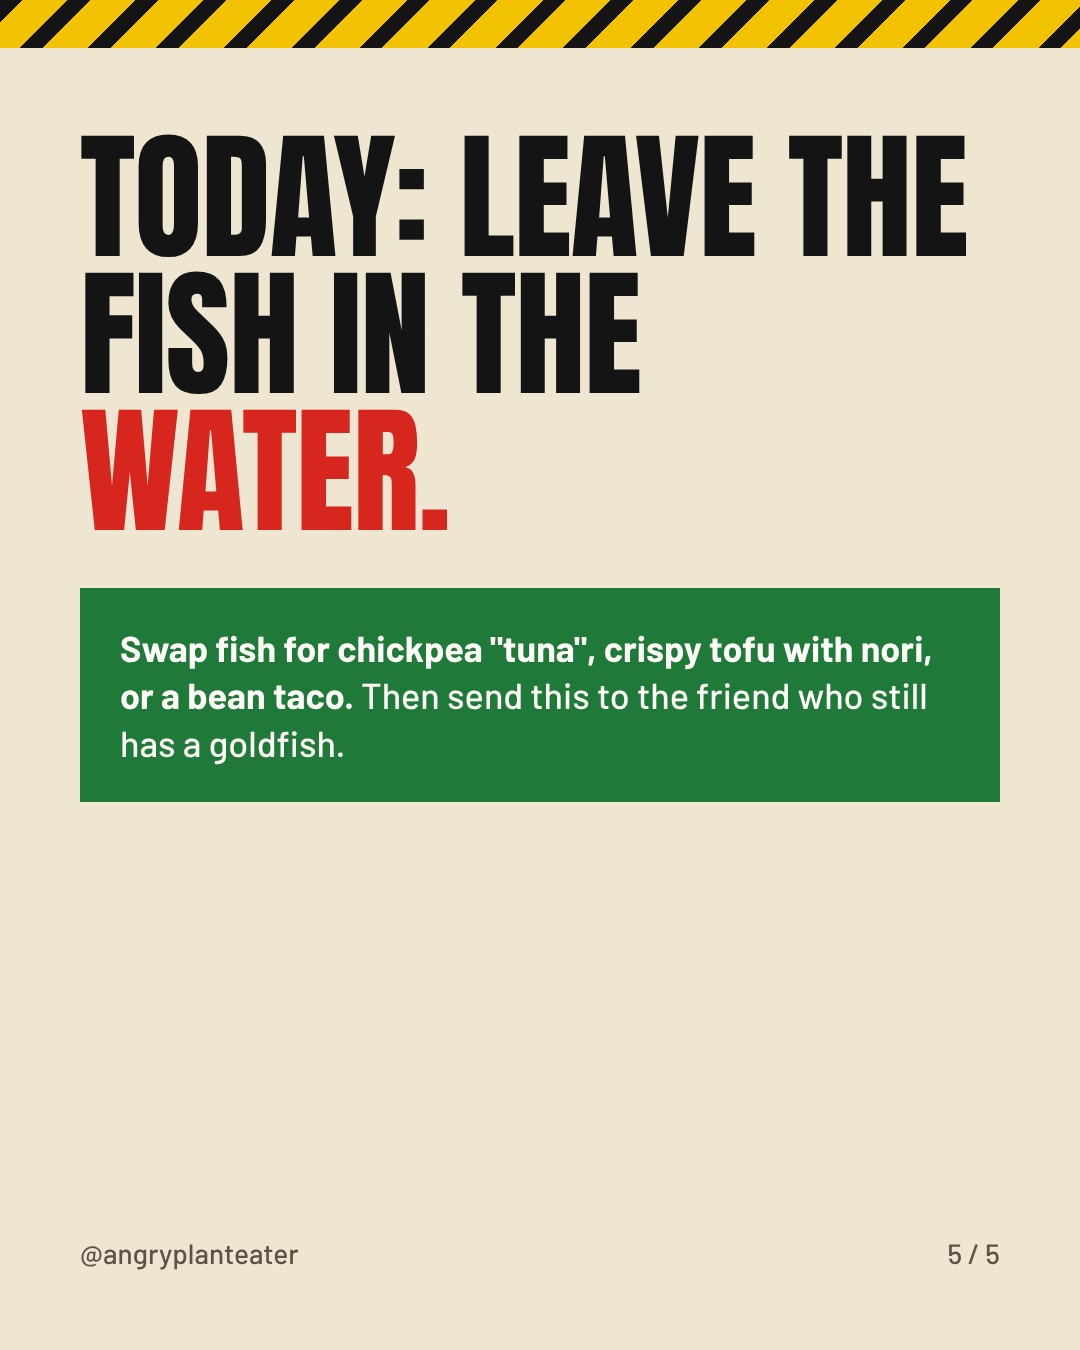 TODAY: LEAVE THE
FISH IN THE
WATER.
Swap fish for chickpea "tuna", crispy tofu with nori,
or a bean taco. Then send this to the friend who still
has a goldfish.
@angryplanteater
5 / 5